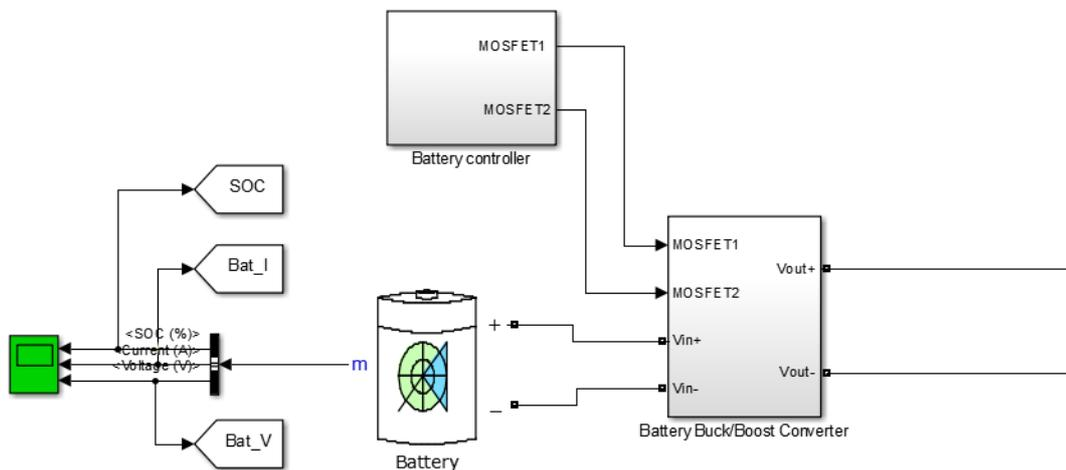 MOSFET1
MOSFET2
Battery controller
SOC
Bat_I
MOSFET1
Vout+
MOSFET2
<SOC (%)>
<Current (A)>
<Voltage (V)>
m
+
Vin+
Vout-
–
Vin-
Bat_V
Battery Buck/Boost Converter
Battery